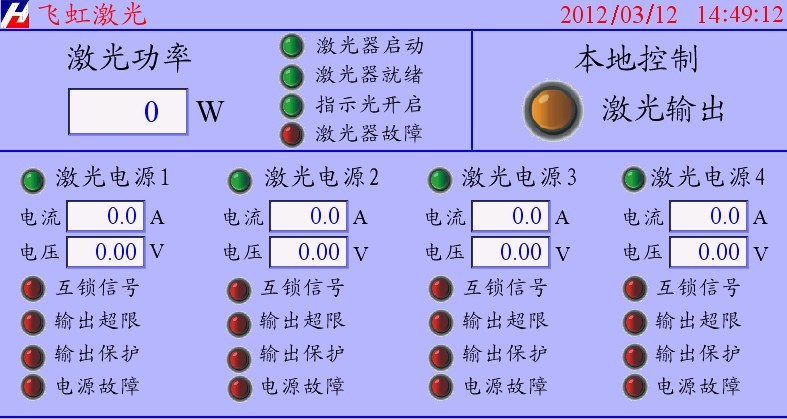 飞虹激光 2012/03/12 14:49:12
激光功率
0 W
激光器启动
激光器就绪
指示光开启
激光器故障
本地控制
激光输出
激光电源1 激光电源2 激光电源3 激光电源4
电流 0.0 A 电流 0.0 A 电流 0.0 A 电流 0.0 A
电压 0.00 V 电压 0.00 V 电压 0.00 V 电压 0.00 V
互锁信号 互锁信号 互锁信号 互锁信号
输出超限 输出超限 输出超限 输出超限
输出保护 输出保护 输出保护 输出保护
电源故障 电源故障 电源故障 电源故障